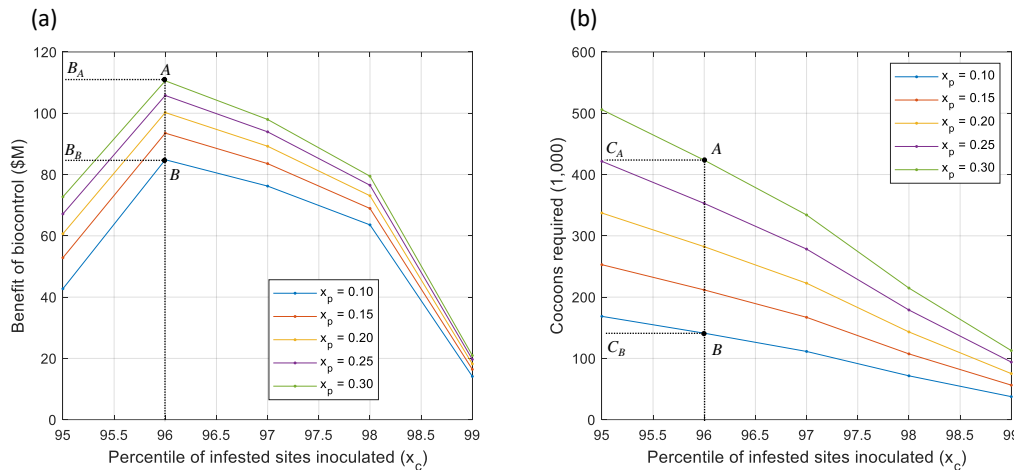 (a)
120
100
80
60
40
20
0
Benefit of biocontrol ($M)
B_A
B_B
A
B
x_p = 0.10
x_p = 0.15
x_p = 0.20
x_p = 0.25
x_p = 0.30
95 95.5 96 96.5 97 97.5 98 98.5 99
Percentile of infested sites inoculated (x_c)
(b)
600
500
400
300
200
100
0
Cocoons required (1,000)
C_A
C_B
A
B
x_p = 0.10
x_p = 0.15
x_p = 0.20
x_p = 0.25
x_p = 0.30
95 95.5 96 96.5 97 97.5 98 98.5 99
Percentile of infested sites inoculated (x_c)